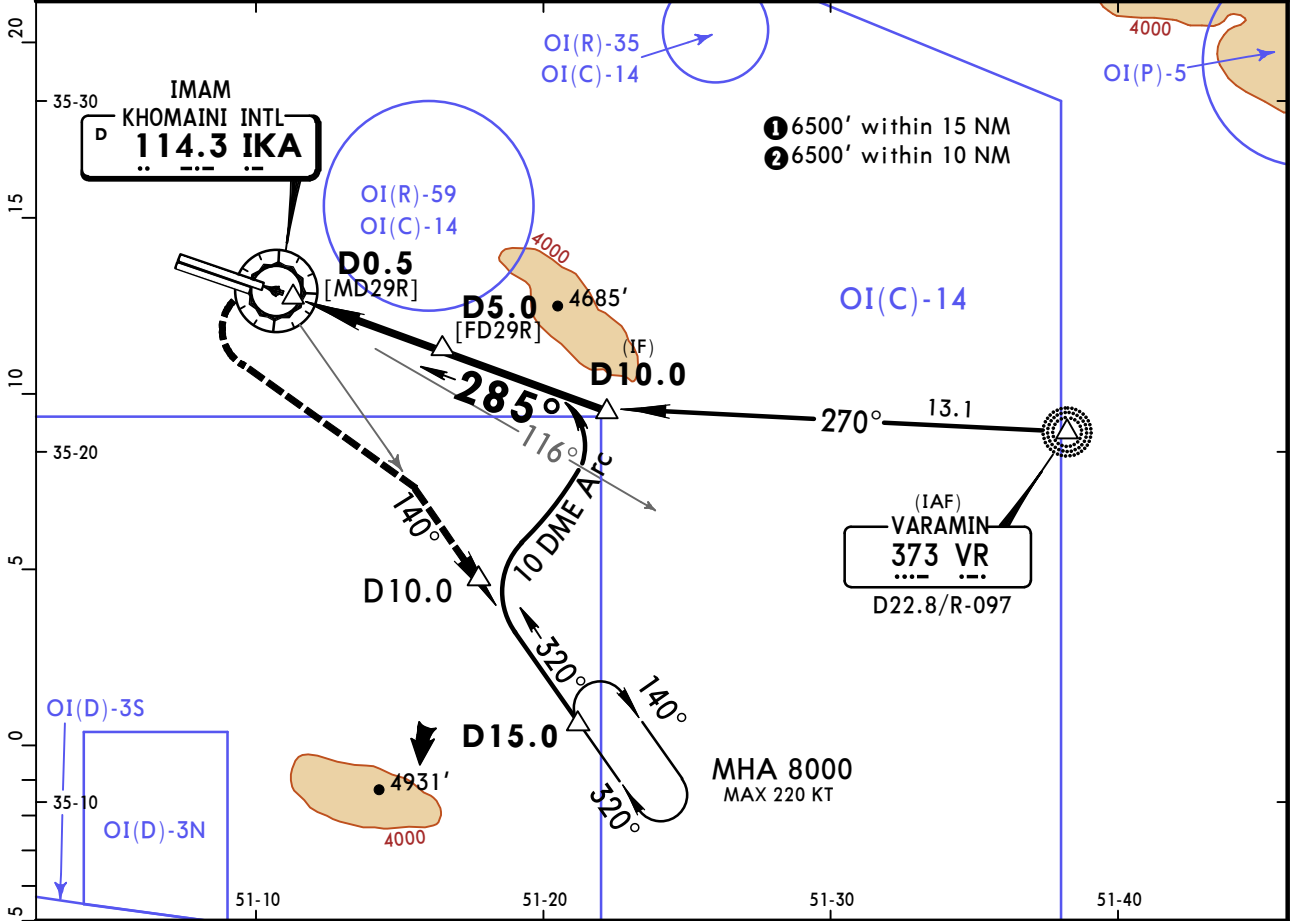 20
OI(R)-35
OI(C)-14
4000
OI(P)-5
35-30
IMAM
KHOMAINI INTL
D 114.3 IKA
❶6500' within 15 NM
❷6500' within 10 NM
15
OI(R)-59
OI(C)-14
D0.5
[MD29R]
4000
4685'
D5.0
[FD29R]
OI(C)-14
(IF)
D10.0
10
285°
116°
270°
13.1
35-20
10 DME Arc
140°
(IAF)
VARAMIN
373 VR
D22.8/R-097
5
D10.0
320°
140°
OI(D)-3S
0
D15.0
MHA 8000
MAX 220 KT
320°
4931'
4000
35-10
OI(D)-3N
51-10
51-20
51-30
51-40
5